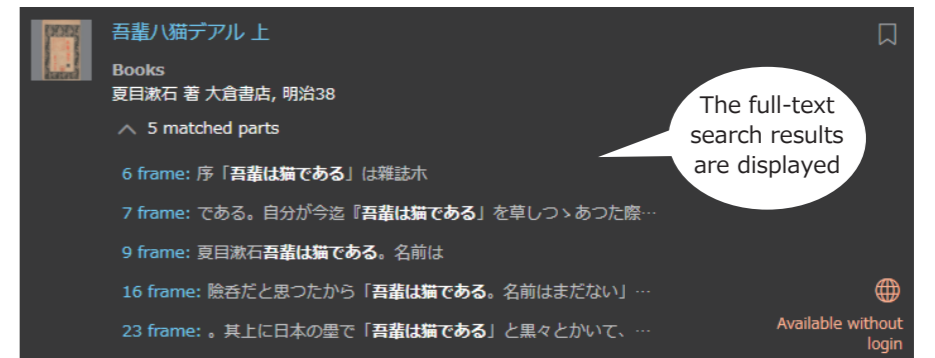 吾輩ハ猫デアル 上
Books
夏目漱石 著 大倉書店, 明治38
5 matched parts
6 frame: 序「吾輩は猫である」は雜誌ホ
7 frame: である。自分が今迄『吾輩は猫である』を草しつゝあつた際…
9 frame: 夏目漱石吾輩は猫である。名前は
16 frame: 險呑だと思つたから「吾輩は猫である。名前はまだない」…
23 frame: 。其上に日本の墨で「吾輩は猫である」と黒々とかいて、…
The full-text
search results
are displayed
Available without
login